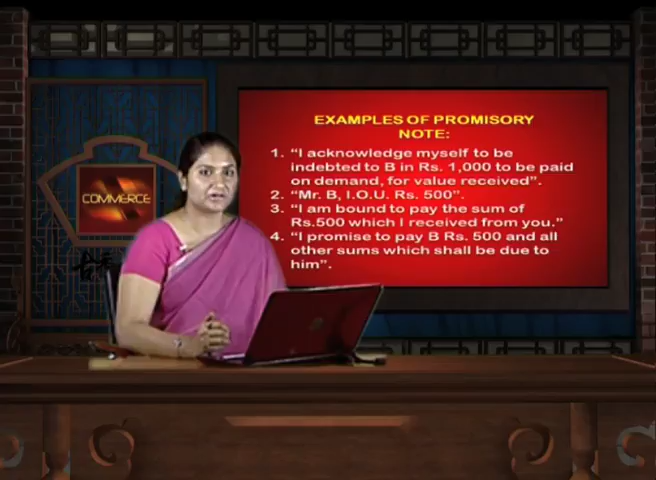 COMMERCE
EXAMPLES OF PROMISORY
NOTE:
1. "I acknowledge myself to be
indebted to B in Rs. 1,000 to be paid
on demand, for value received".
2. "Mr. B, I.O.U. Rs. 500".
3. "I am bound to pay the sum of
Rs.500 which I received from you."
4. "I promise to pay B Rs. 500 and all
other sums which shall be due to
him".